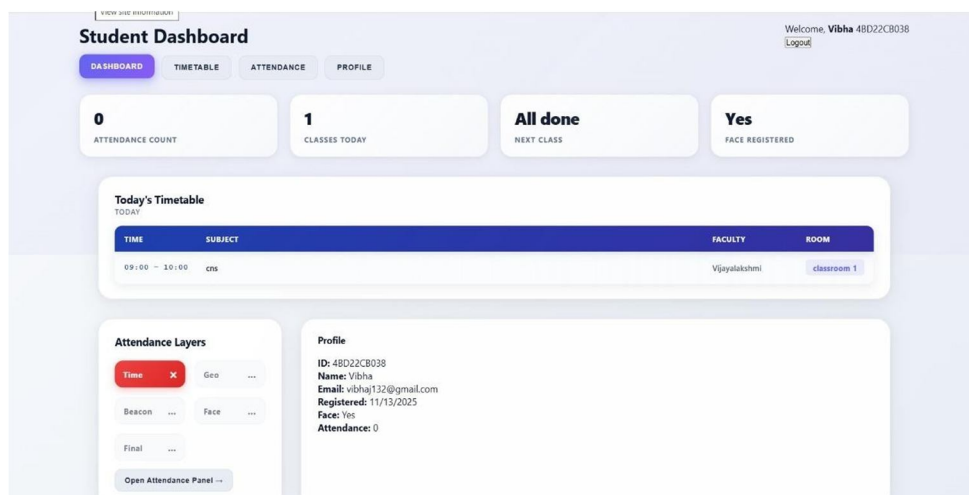 View site information
Student Dashboard
Welcome, Vibha 4BD22CB038
Logout
DASHBOARD TIMETABLE ATTENDANCE PROFILE
0
ATTENDANCE COUNT
1
CLASSES TODAY
All done
NEXT CLASS
Yes
FACE REGISTERED
Today's Timetable
TODAY
TIME SUBJECT FACULTY ROOM
09:00 - 10:00 cns Vijayalakshmi classroom 1
Attendance Layers
Time ✕ Geo ...
Beacon ... Face ...
Final ...
Open Attendance Panel →
Profile
ID: 4BD22CB038
Name: Vibha
Email: vibhaj132@gmail.com
Registered: 11/13/2025
Face: Yes
Attendance: 0